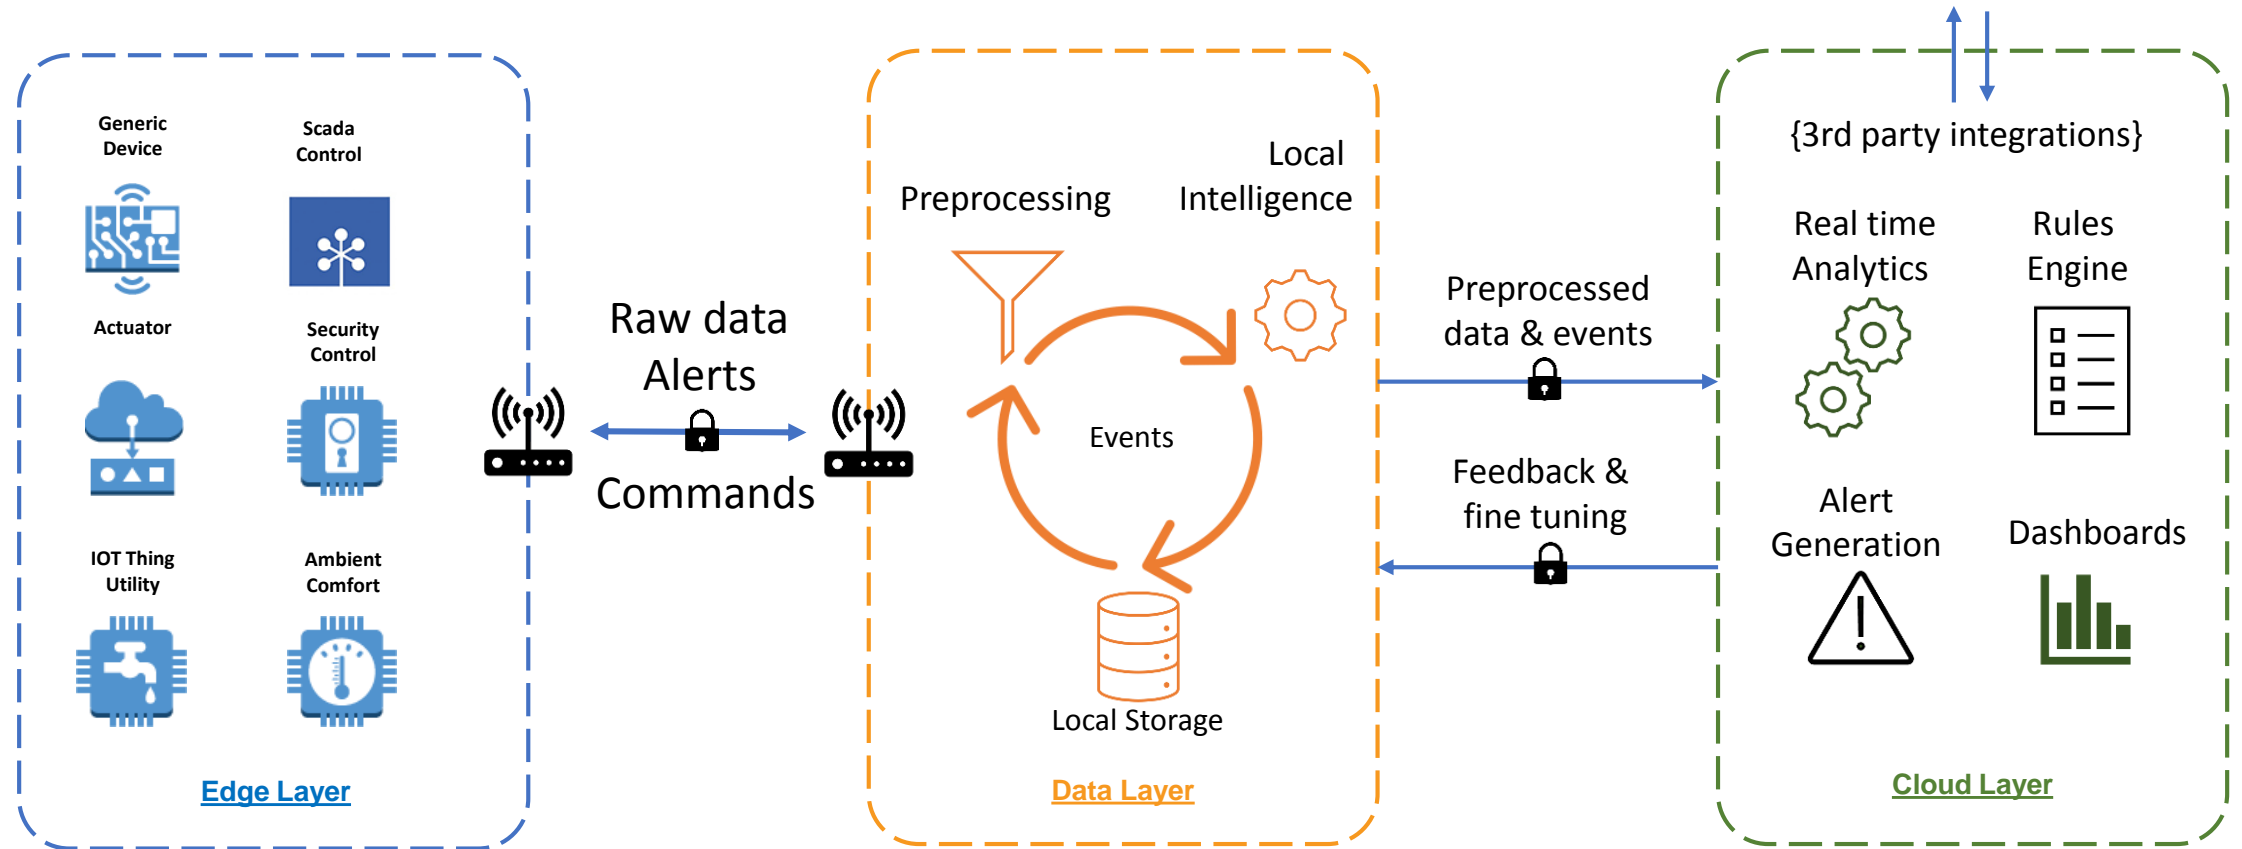 Generic
Device
Scada
Control
Actuator
Security
Control
IOT Thing
Utility
Ambient
Comfort
Edge Layer
Raw data
Alerts
Commands
Preprocessing
Local
Intelligence
Events
Local Storage
Data Layer
Preprocessed
data & events
Feedback &
fine tuning
{3rd party integrations}
Real time
Analytics
Rules
Engine
Alert
Generation
Dashboards
Cloud Layer